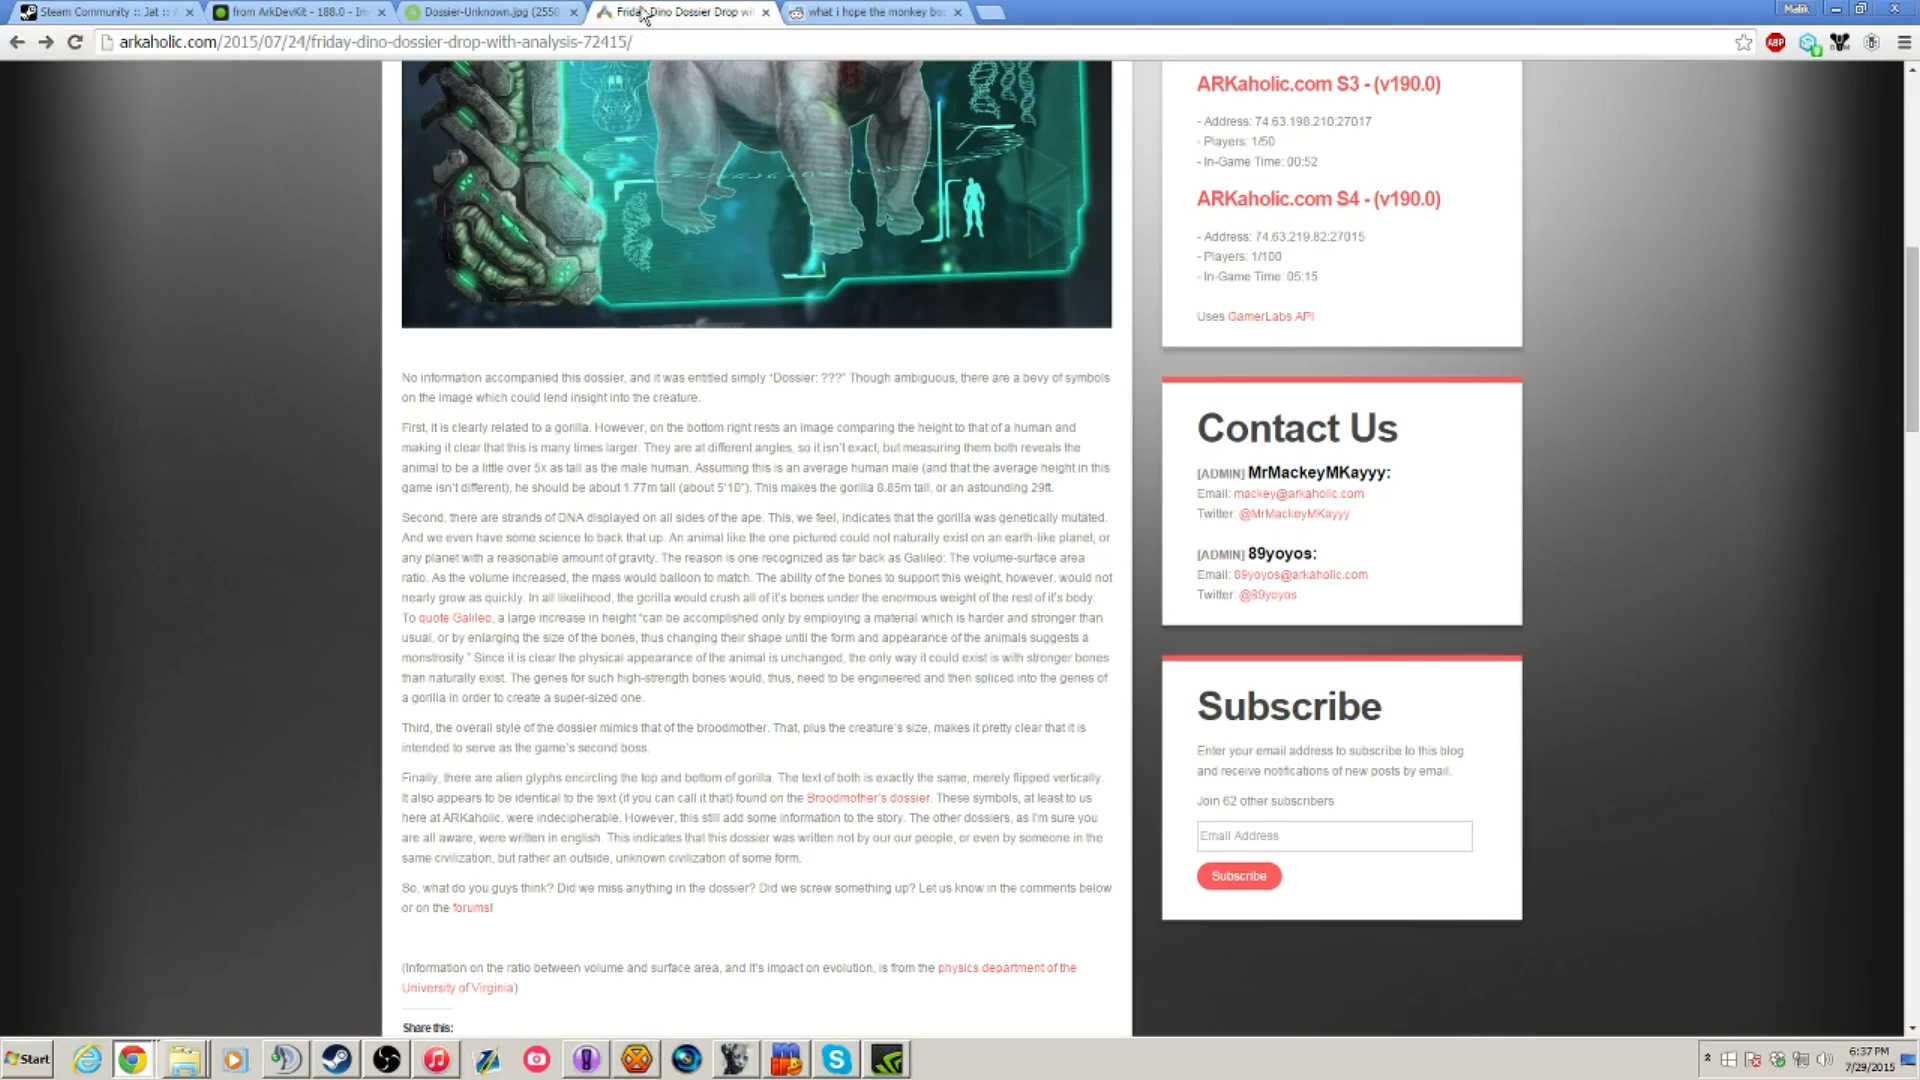 Steam Community :: Jat ::
from ArkDevKit - 188.0 - In
Dossier-Unknown.jpg (2550
Friday Dino Dossier Drop wi
what i hope the monkey bo
Malik
arkaholic.com/2015/07/24/friday-dino-dossier-drop-with-analysis-72415/
ABP
No information accompanied this dossier, and it was entitled simply “Dossier: ???” Though ambiguous, there are a bevy of symbols
on the image which could lend insight into the creature.
First, it is clearly related to a gorilla. However, on the bottom right rests an image comparing the height to that of a human and
making it clear that this is many times larger. They are at different angles, so it isn’t exact, but measuring them both reveals the
animal to be a little over 5x as tall as the male human. Assuming this is an average human male (and that the average height in this
game isn’t different), he should be about 1.77m tall (about 5’10”). This makes the gorilla 8.85m tall, or an astounding 29ft.
Second, there are strands of DNA displayed on all sides of the ape. This, we feel, indicates that the gorilla was genetically mutated.
And we even have some science to back that up. An animal like the one pictured could not naturally exist on an earth-like planet, or
any planet with a reasonable amount of gravity. The reason is one recognized as far back as Galileo: The volume-surface area
ratio. As the volume increased, the mass would balloon to match. The ability of the bones to support this weight, however, would not
nearly grow as quickly. In all likelihood, the gorilla would crush all of it’s bones under the enormous weight of the rest of it’s body.
To quote Galileo, a large increase in height “can be accomplished only by employing a material which is harder and stronger than
usual, or by enlarging the size of the bones, thus changing their shape until the form and appearance of the animals suggests a
monstrosity.” Since it is clear the physical appearance of the animal is unchanged, the only way it could exist is with stronger bones
than naturally exist. The genes for such high-strength bones would, thus, need to be engineered and then spliced into the genes of
a gorilla in order to create a super-sized one.
Third, the overall style of the dossier mimics that of the broodmother. That, plus the creature’s size, makes it pretty clear that it is
intended to serve as the game’s second boss.
Finally, there are alien glyphs encircling the top and bottom of gorilla. The text of both is exactly the same, merely flipped vertically.
It also appears to be identical to the text (if you can call it that) found on the Broodmother’s dossier. These symbols, at least to us
here at ARKaholic, were indecipherable. However, this still add some information to the story. The other dossiers, as I’m sure you
are all aware, were written in english. This indicates that this dossier was written not by our our people, or even by someone in the
same civilization, but rather an outside, unknown civilization of some form.
So, what do you guys think? Did we miss anything in the dossier? Did we screw something up? Let us know in the comments below
or on the forums!
(Information on the ratio between volume and surface area, and it’s impact on evolution, is from the physics department of the
University of Virginia)
Share this:
ARKaholic.com S3 - (v190.0)
- Address: 74.63.198.210:27017
- Players: 1/50
- In-Game Time: 00:52
ARKaholic.com S4 - (v190.0)
- Address: 74.63.219.82:27015
- Players: 1/100
- In-Game Time: 05:15
Uses GamerLabs API
Contact Us
[ADMIN] MrMackeyMKayyy:
Email: mackey@arkaholic.com
Twitter: @MrMackeyMKayyy
[ADMIN] 89yoyos:
Email: 89yoyos@arkaholic.com
Twitter: @89yoyos
Subscribe
Enter your email address to subscribe to this blog
and receive notifications of new posts by email.
Join 62 other subscribers
Email Address
Subscribe
Start
6:37 PM
7/29/2015